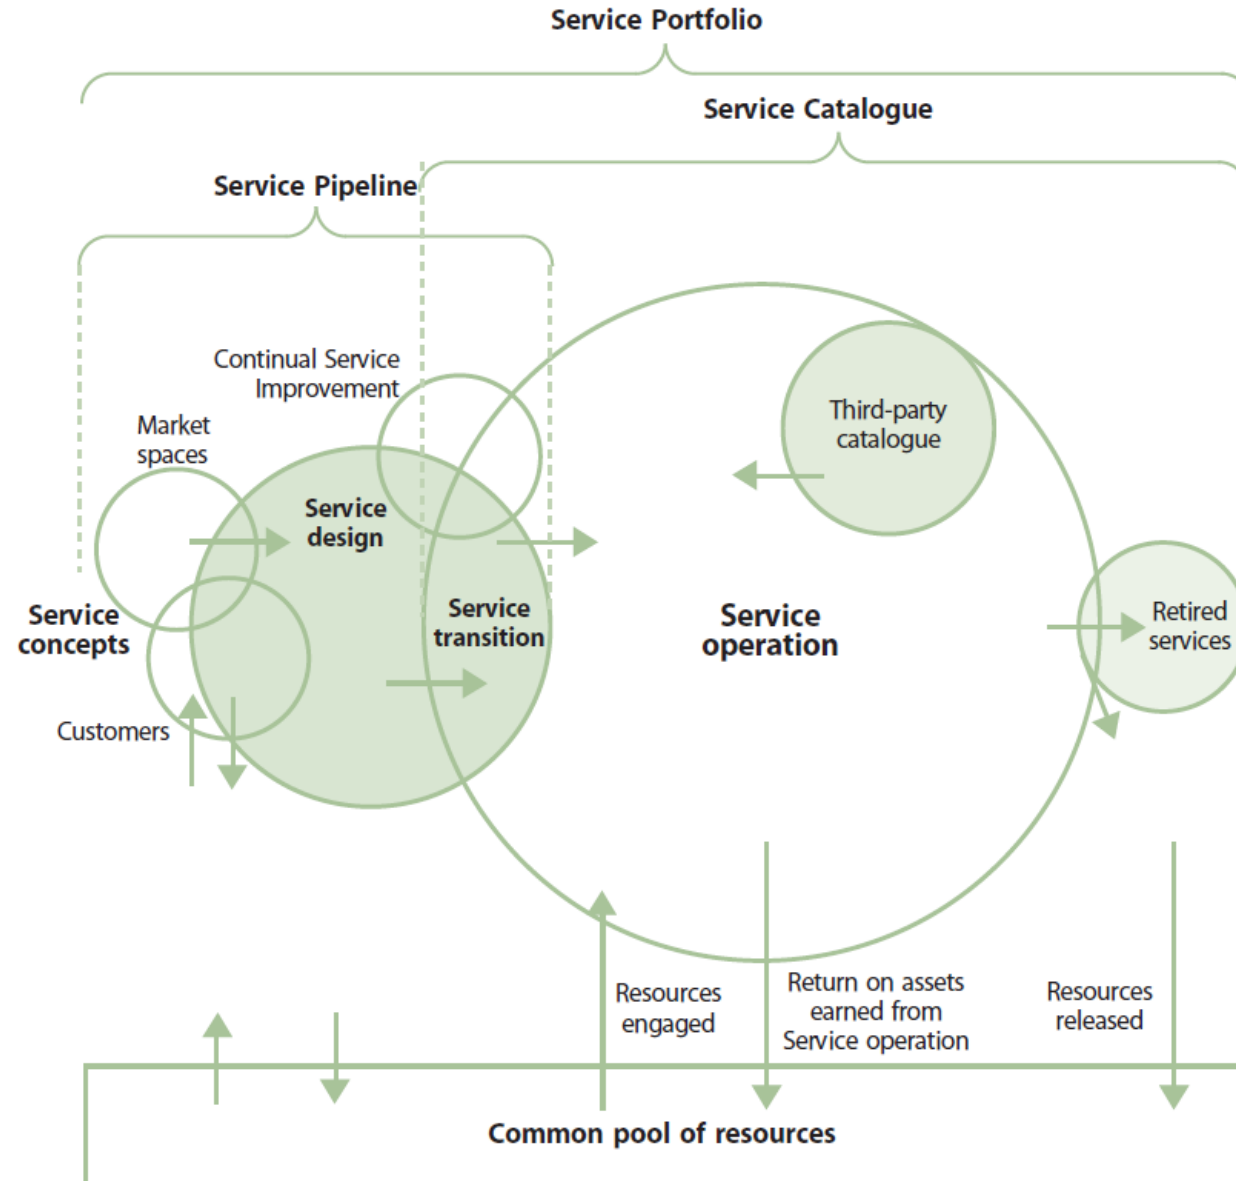 Service Portfolio
Service Catalogue
Service Pipeline
Continual Service
Improvement
Market
spaces
Third-party
catalogue
Service
design
Service
concepts
Service
transition
Service
operation
Retired
services
Customers
Resources
engaged
Return on assets
earned from
Service operation
Resources
released
Common pool of resources